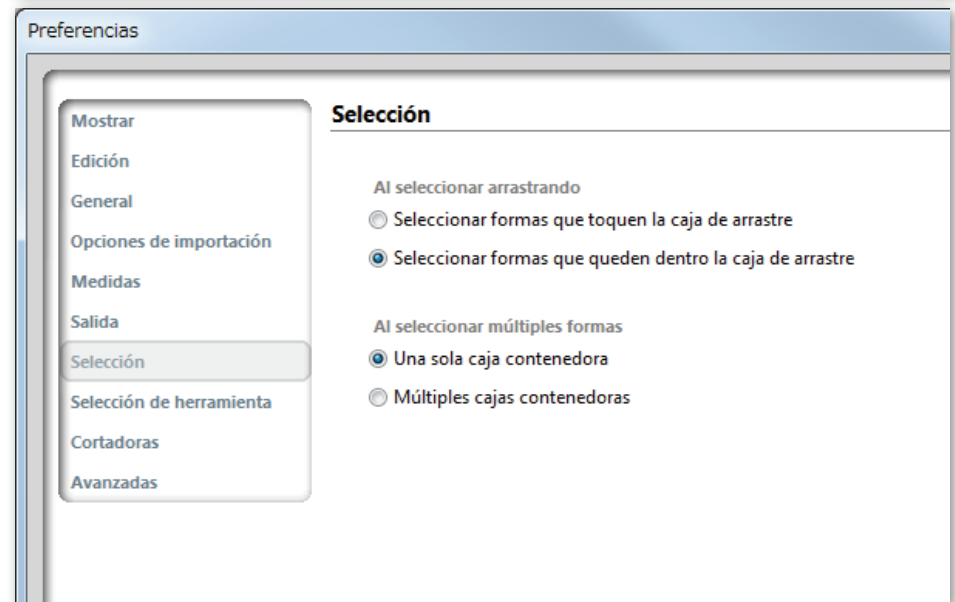 Preferencias
Mostrar
Edición
General
Opciones de importación
Medidas
Salida
Selección
Selección de herramienta
Cortadoras
Avanzadas
Selección
Al seleccionar arrastrando
Seleccionar formas que toquen la caja de arrastre
Seleccionar formas que queden dentro la caja de arrastre
Al seleccionar múltiples formas
Una sola caja contenedora
Múltiples cajas contenedoras